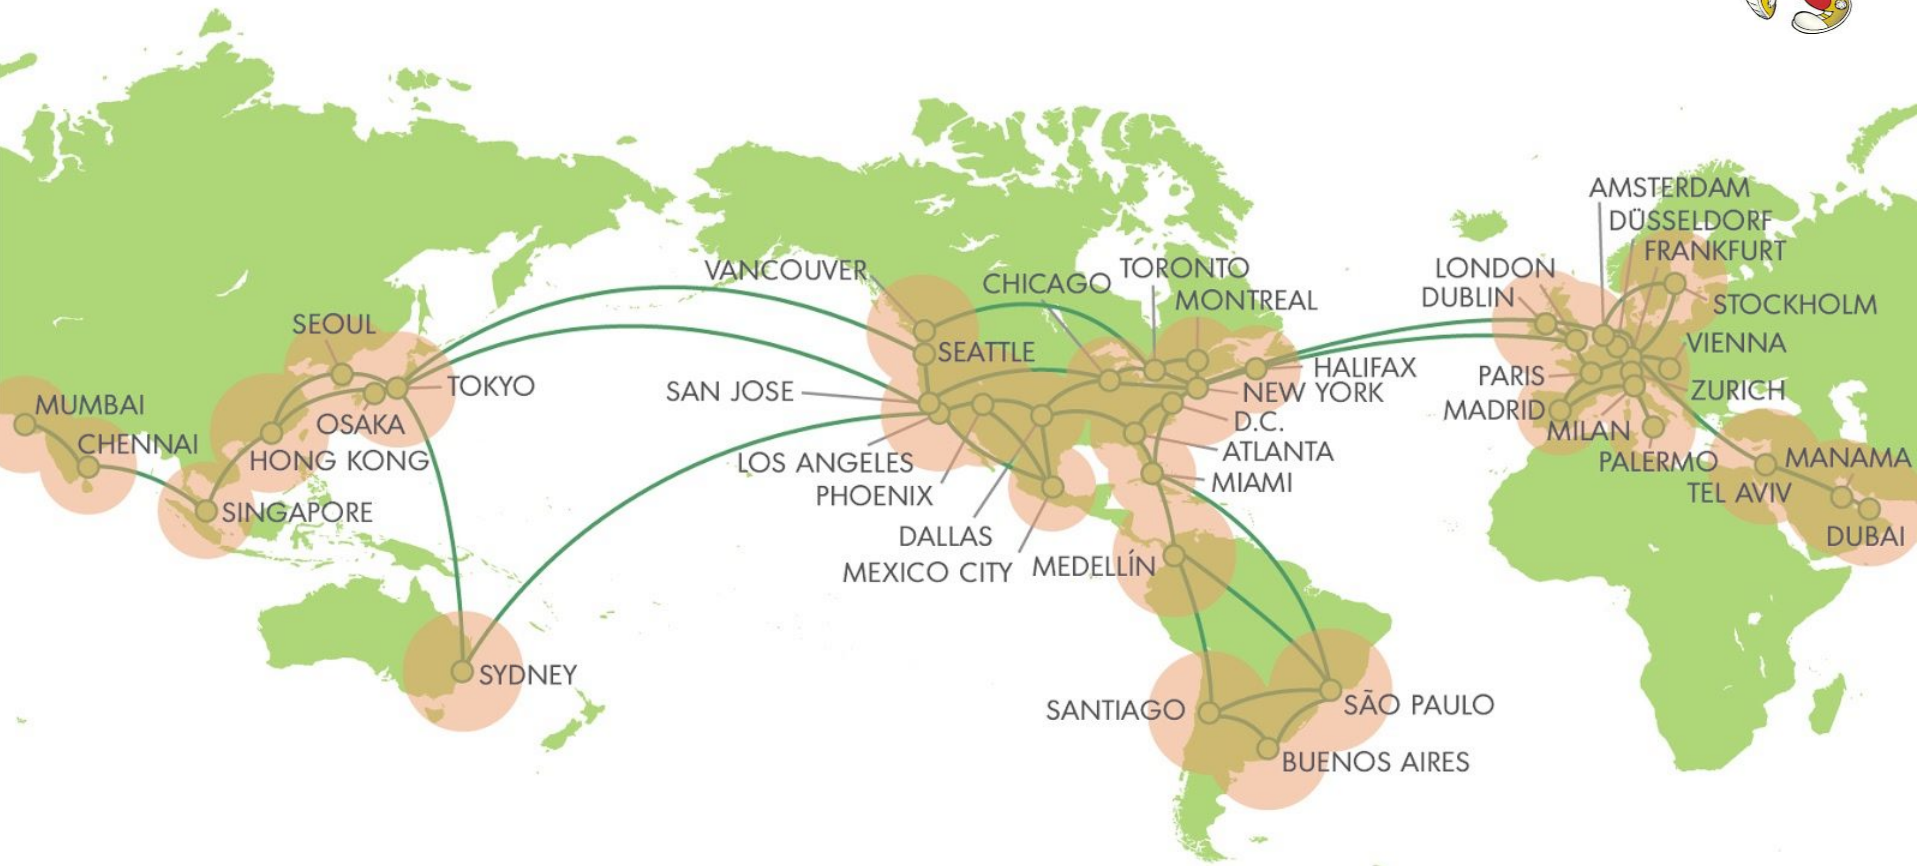 AMSTERDAM
DÜSSELDORF
FRANKFURT
LONDON
DUBLIN
STOCKHOLM
VIENNA
PARIS
ZURICH
MADRID
MILAN
PALERMO
TEL AVIV
MANAMA
DUBAI
VANCOUVER
CHICAGO
TORONTO
MONTREAL
SEATTLE
HALIFAX
SAN JOSE
NEW YORK
D.C.
LOS ANGELES
ATLANTA
PHOENIX
MIAMI
DALLAS
MEXICO CITY
MEDELLÍN
SEOUL
TOKYO
MUMBAI
OSAKA
CHENNAI
HONG KONG
SINGAPORE
SYDNEY
SANTIAGO
SÃO PAULO
BUENOS AIRES